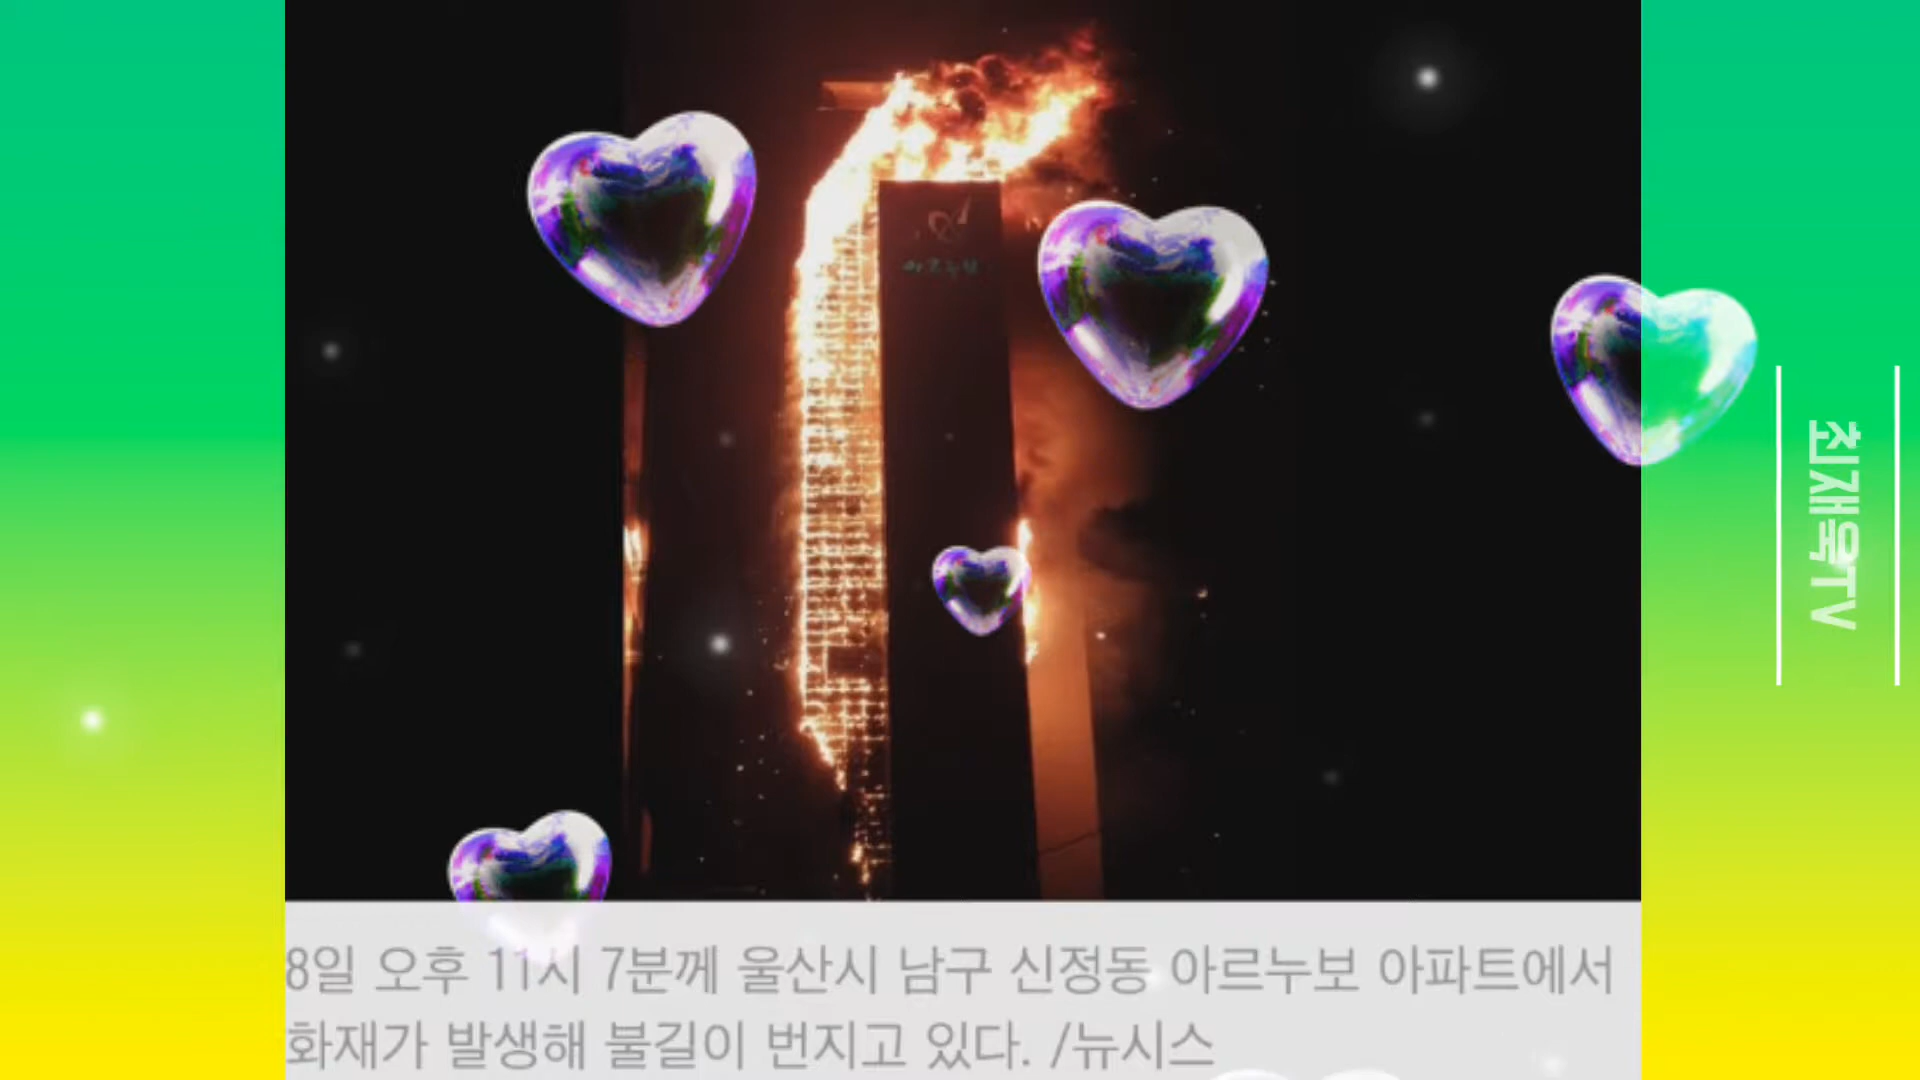 최재욱TV
8일 오후 11시 7분께 울산시 남구 신정동 아르누보 아파트에서
화재가 발생해 불길이 번지고 있다. /뉴시스